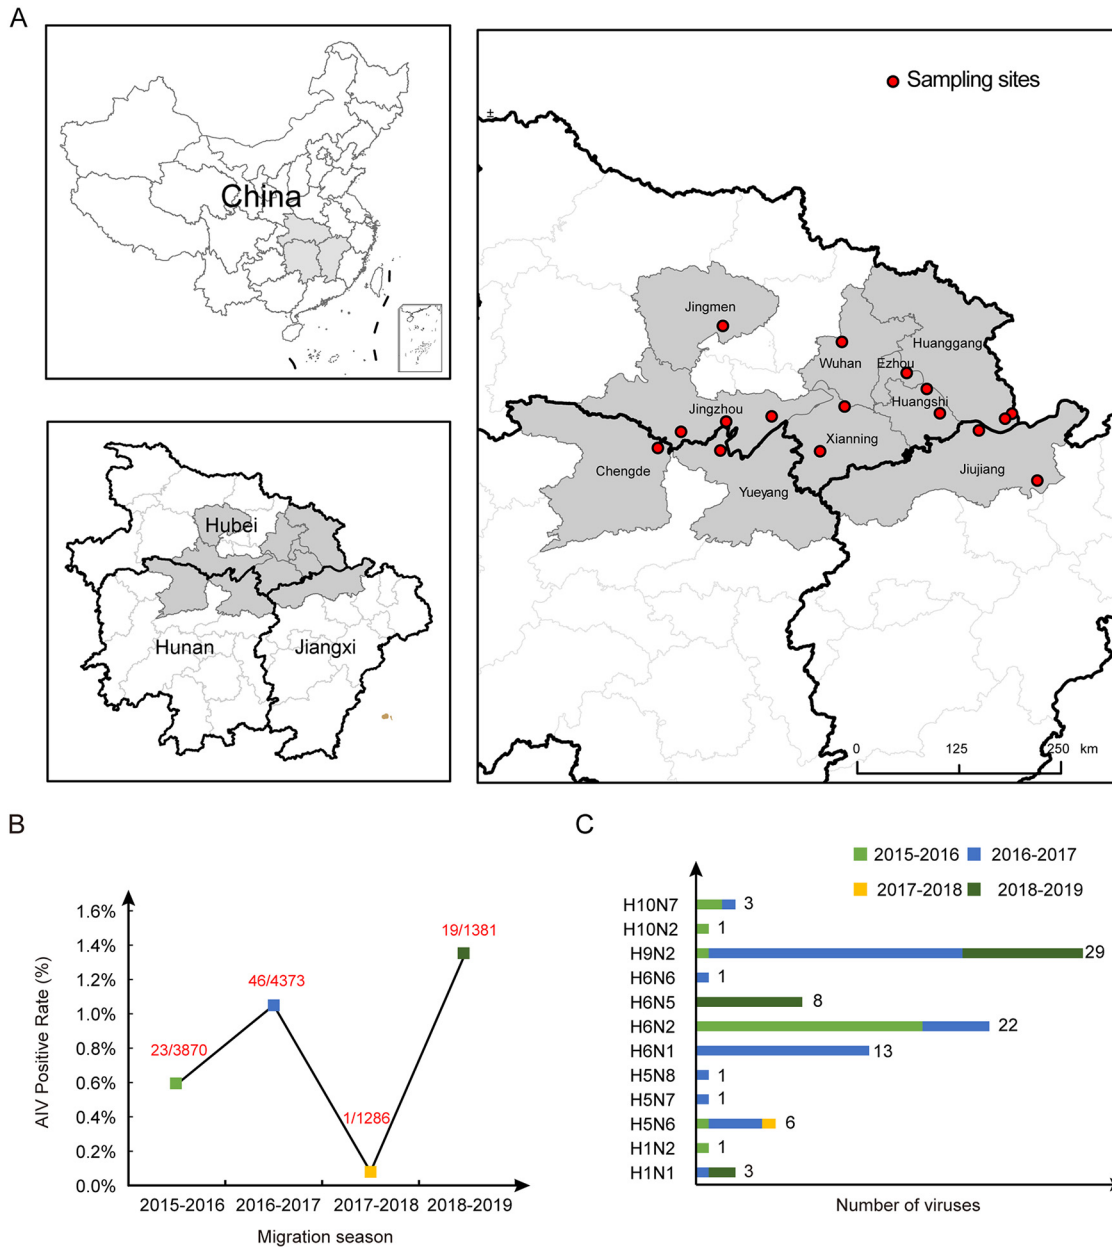 A
China
Hubei
Hunan
Jiangxi
Sampling sites
±
Jingmen
Wuhan
Ezhou
Huanggang
Huangshi
Jingzhou
Xianning
Chengde
Yueyang
Jiujiang
0 125 250 km
B
AIV Positive Rate (%)
1.6%
1.4%
1.2%
1.0%
0.8%
0.6%
0.4%
0.2%
0.0%
23/3870
46/4373
1/1286
19/1381
2015-2016 2016-2017 2017-2018 2018-2019
Migration season
C
2015-2016 2016-2017
2017-2018 2018-2019
H10N7 3
H10N2 1
H9N2 29
H6N6 1
H6N5 8
H6N2 22
H6N1 13
H5N8 1
H5N7 1
H5N6 6
H1N2 1
H1N1 3
Number of viruses